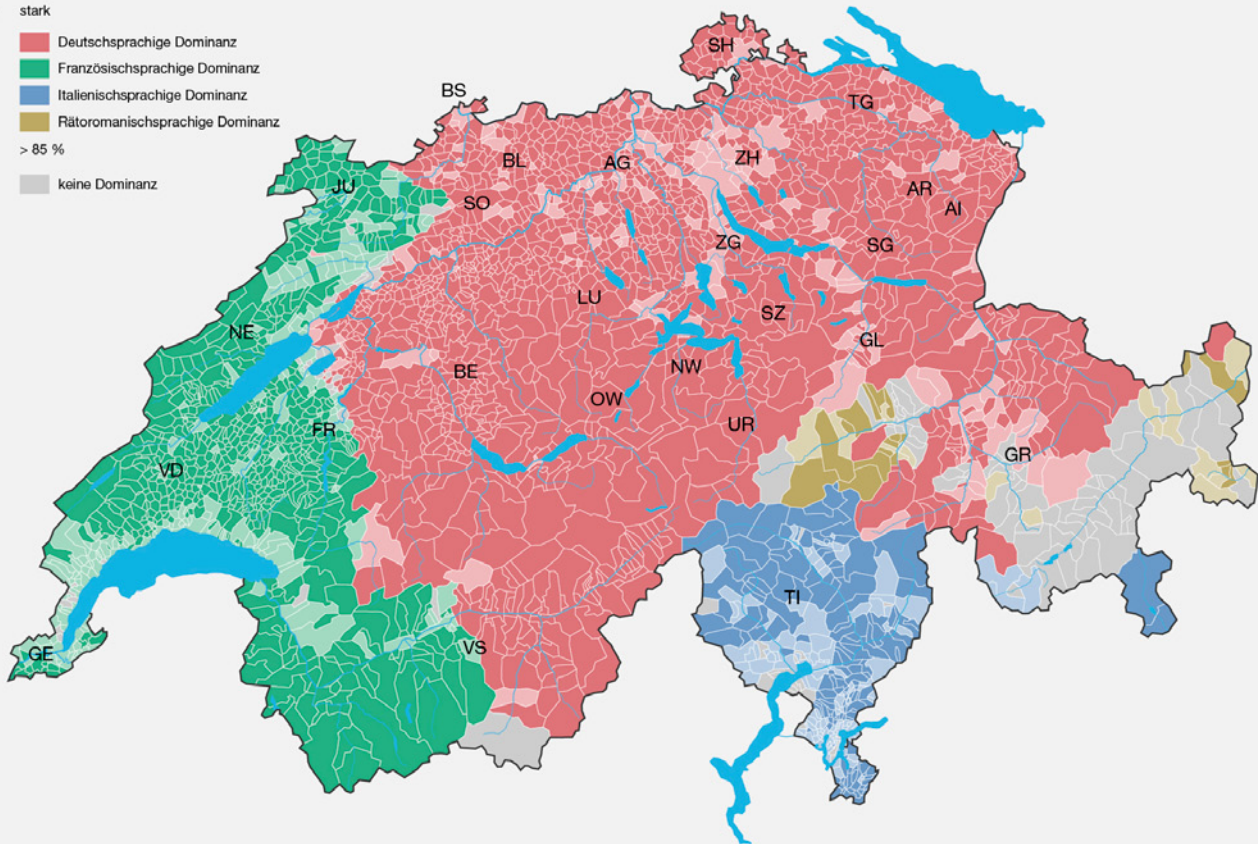 stark
Deutschsprachige Dominanz
Französischsprachige Dominanz
Italienischsprachige Dominanz
Rätoromanischsprachige Dominanz
> 85 %
keine Dominanz
SH
BS
TG
BL
AG
ZH
JU
SO
AR
AI
ZG
SG
LU
SZ
NE
BE
NW
GL
OW
UR
FR
GR
VD
TI
VS
GE